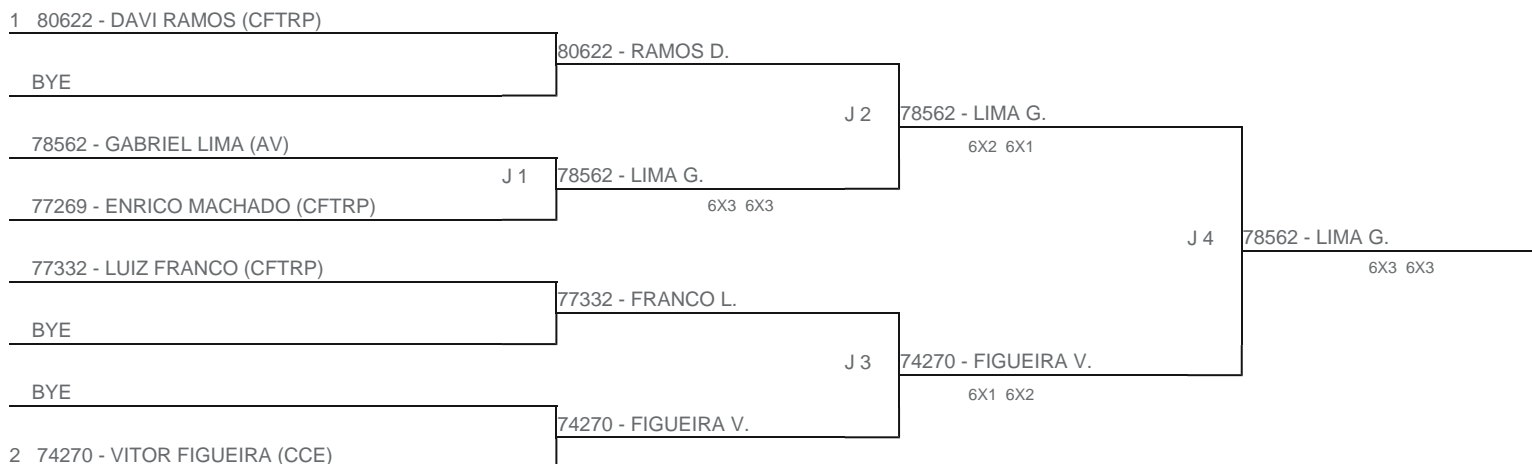 1 80622 - DAVI RAMOS (CFTRP)
80622 - RAMOS D.
BYE
J 2 78562 - LIMA G.
6X2 6X1
78562 - GABRIEL LIMA (AV)
J 1 78562 - LIMA G.
6X3 6X3
77269 - ENRICO MACHADO (CFTRP)
J 4 78562 - LIMA G.
6X3 6X3
77332 - LUIZ FRANCO (CFTRP)
77332 - FRANCO L.
BYE
J 3 74270 - FIGUEIRA V.
6X1 6X2
BYE
74270 - FIGUEIRA V.
2 74270 - VITOR FIGUEIRA (CCE)